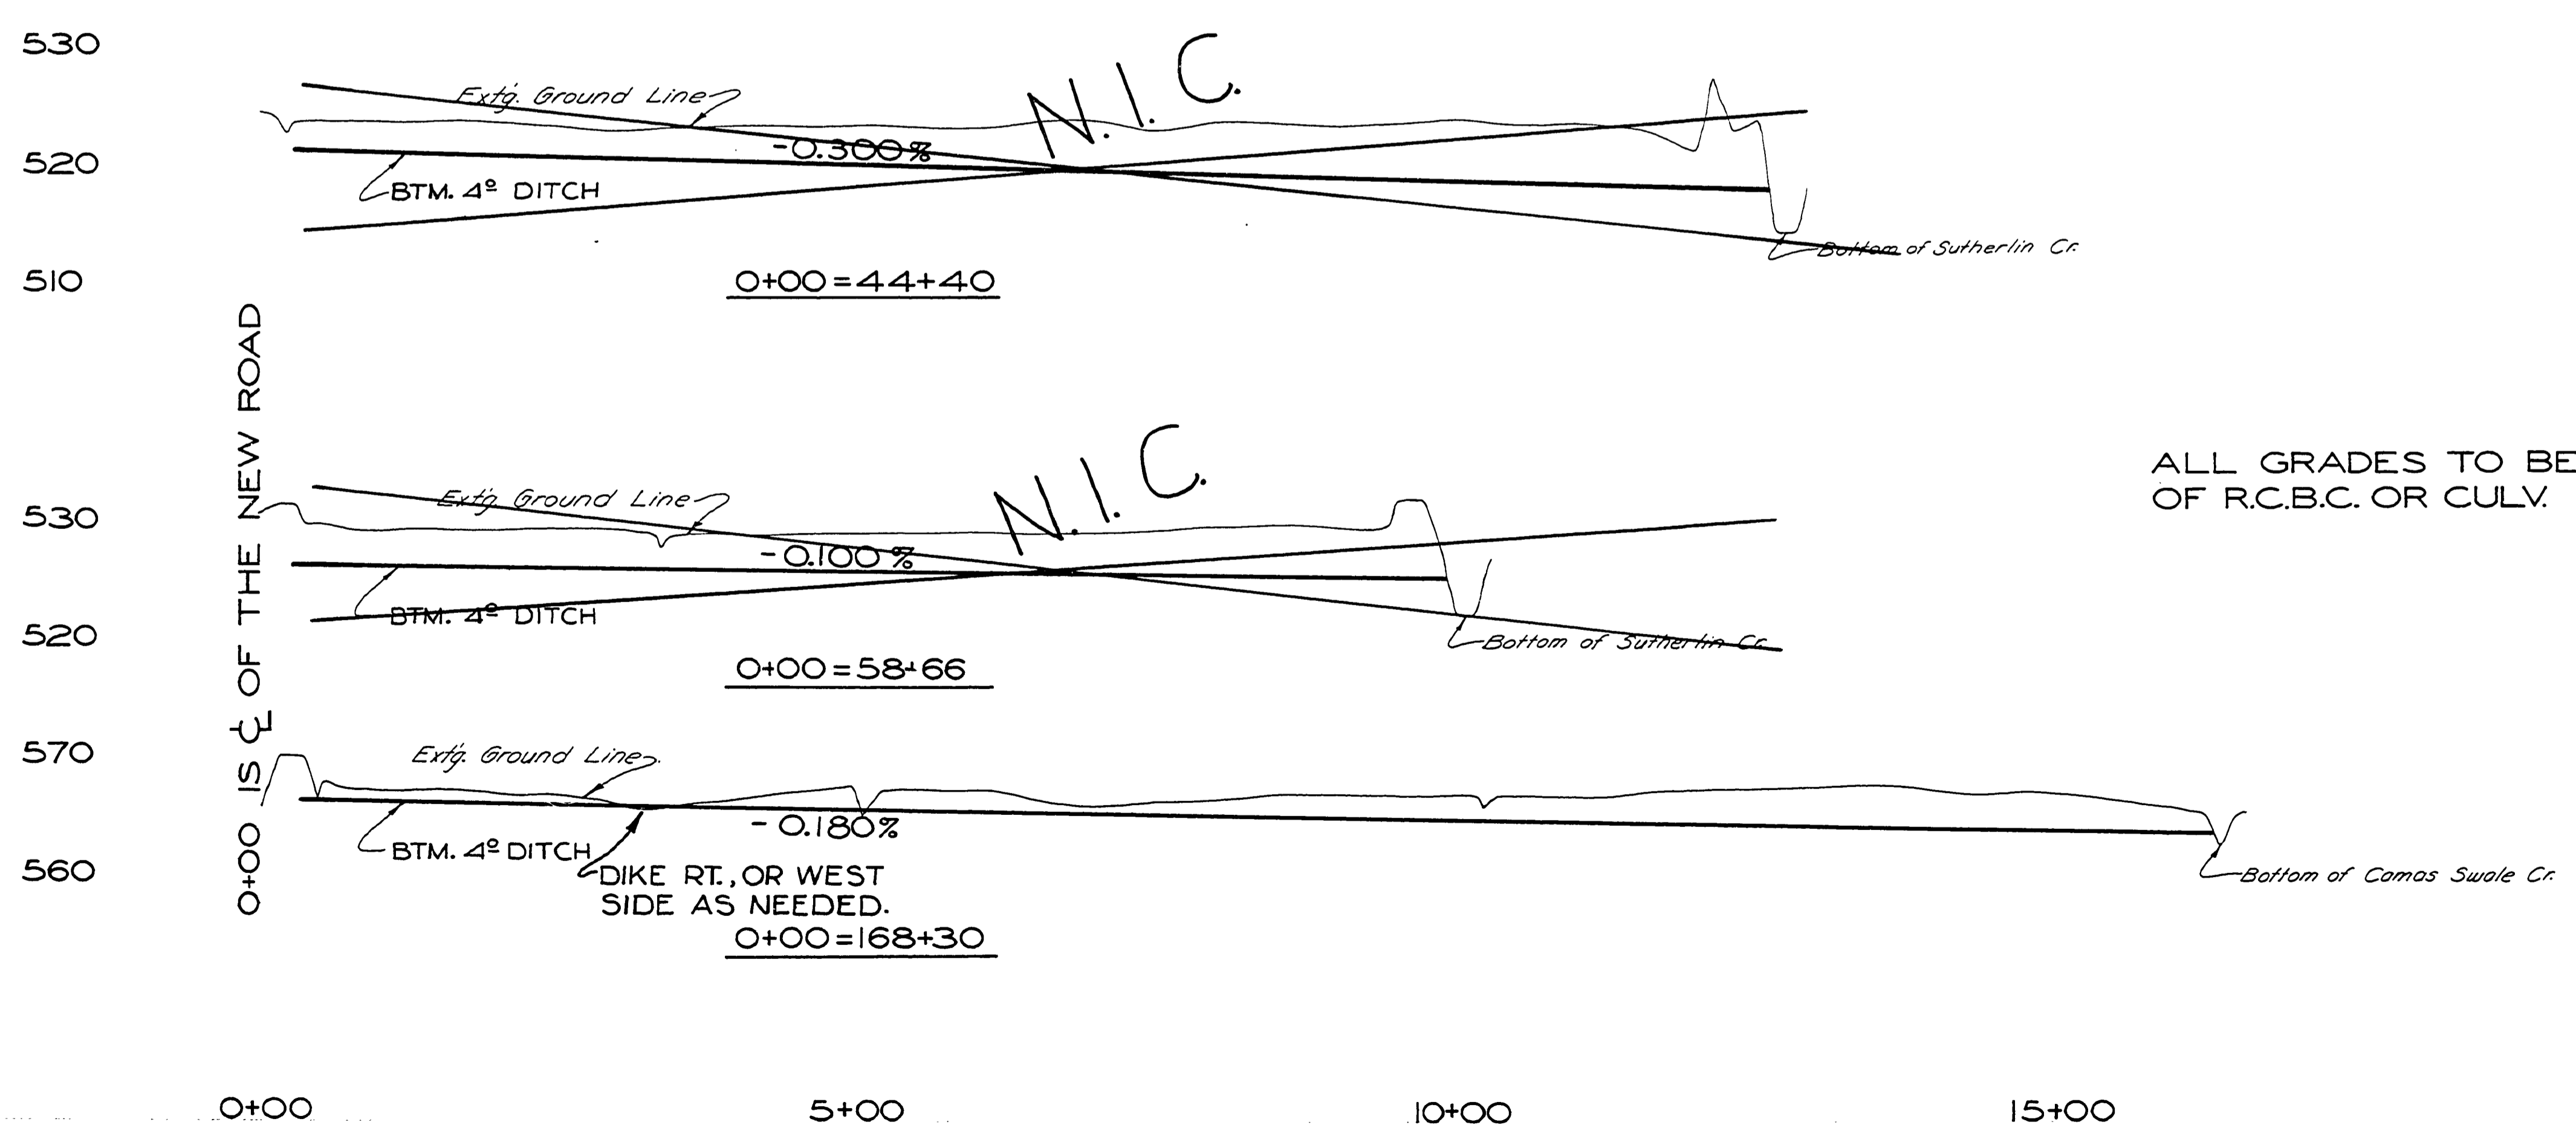 530
N.I.C.
Ext'g. Ground Line
-0.300%
520
BTM. 4º DITCH
Bottom of Sutherlin Cr.
510
0+00=44+40
0+00 IS ℄ OF THE NEW ROAD
N.I.C.
ALL GRADES TO BE
OF R.C.B.C. OR CULV.
Ext'g. Ground Line
530
-0.100%
BTM. 4º DITCH
520
Bottom of Sutherlin Cr.
0+00=58+66
570
Ext'g. Ground Line
-0.180%
BTM. 4º DITCH
560
DIKE RT., OR WEST
SIDE AS NEEDED.
Bottom of Camas Swale Cr.
0+00=168+30
0+00 5+00 10+00 15+00